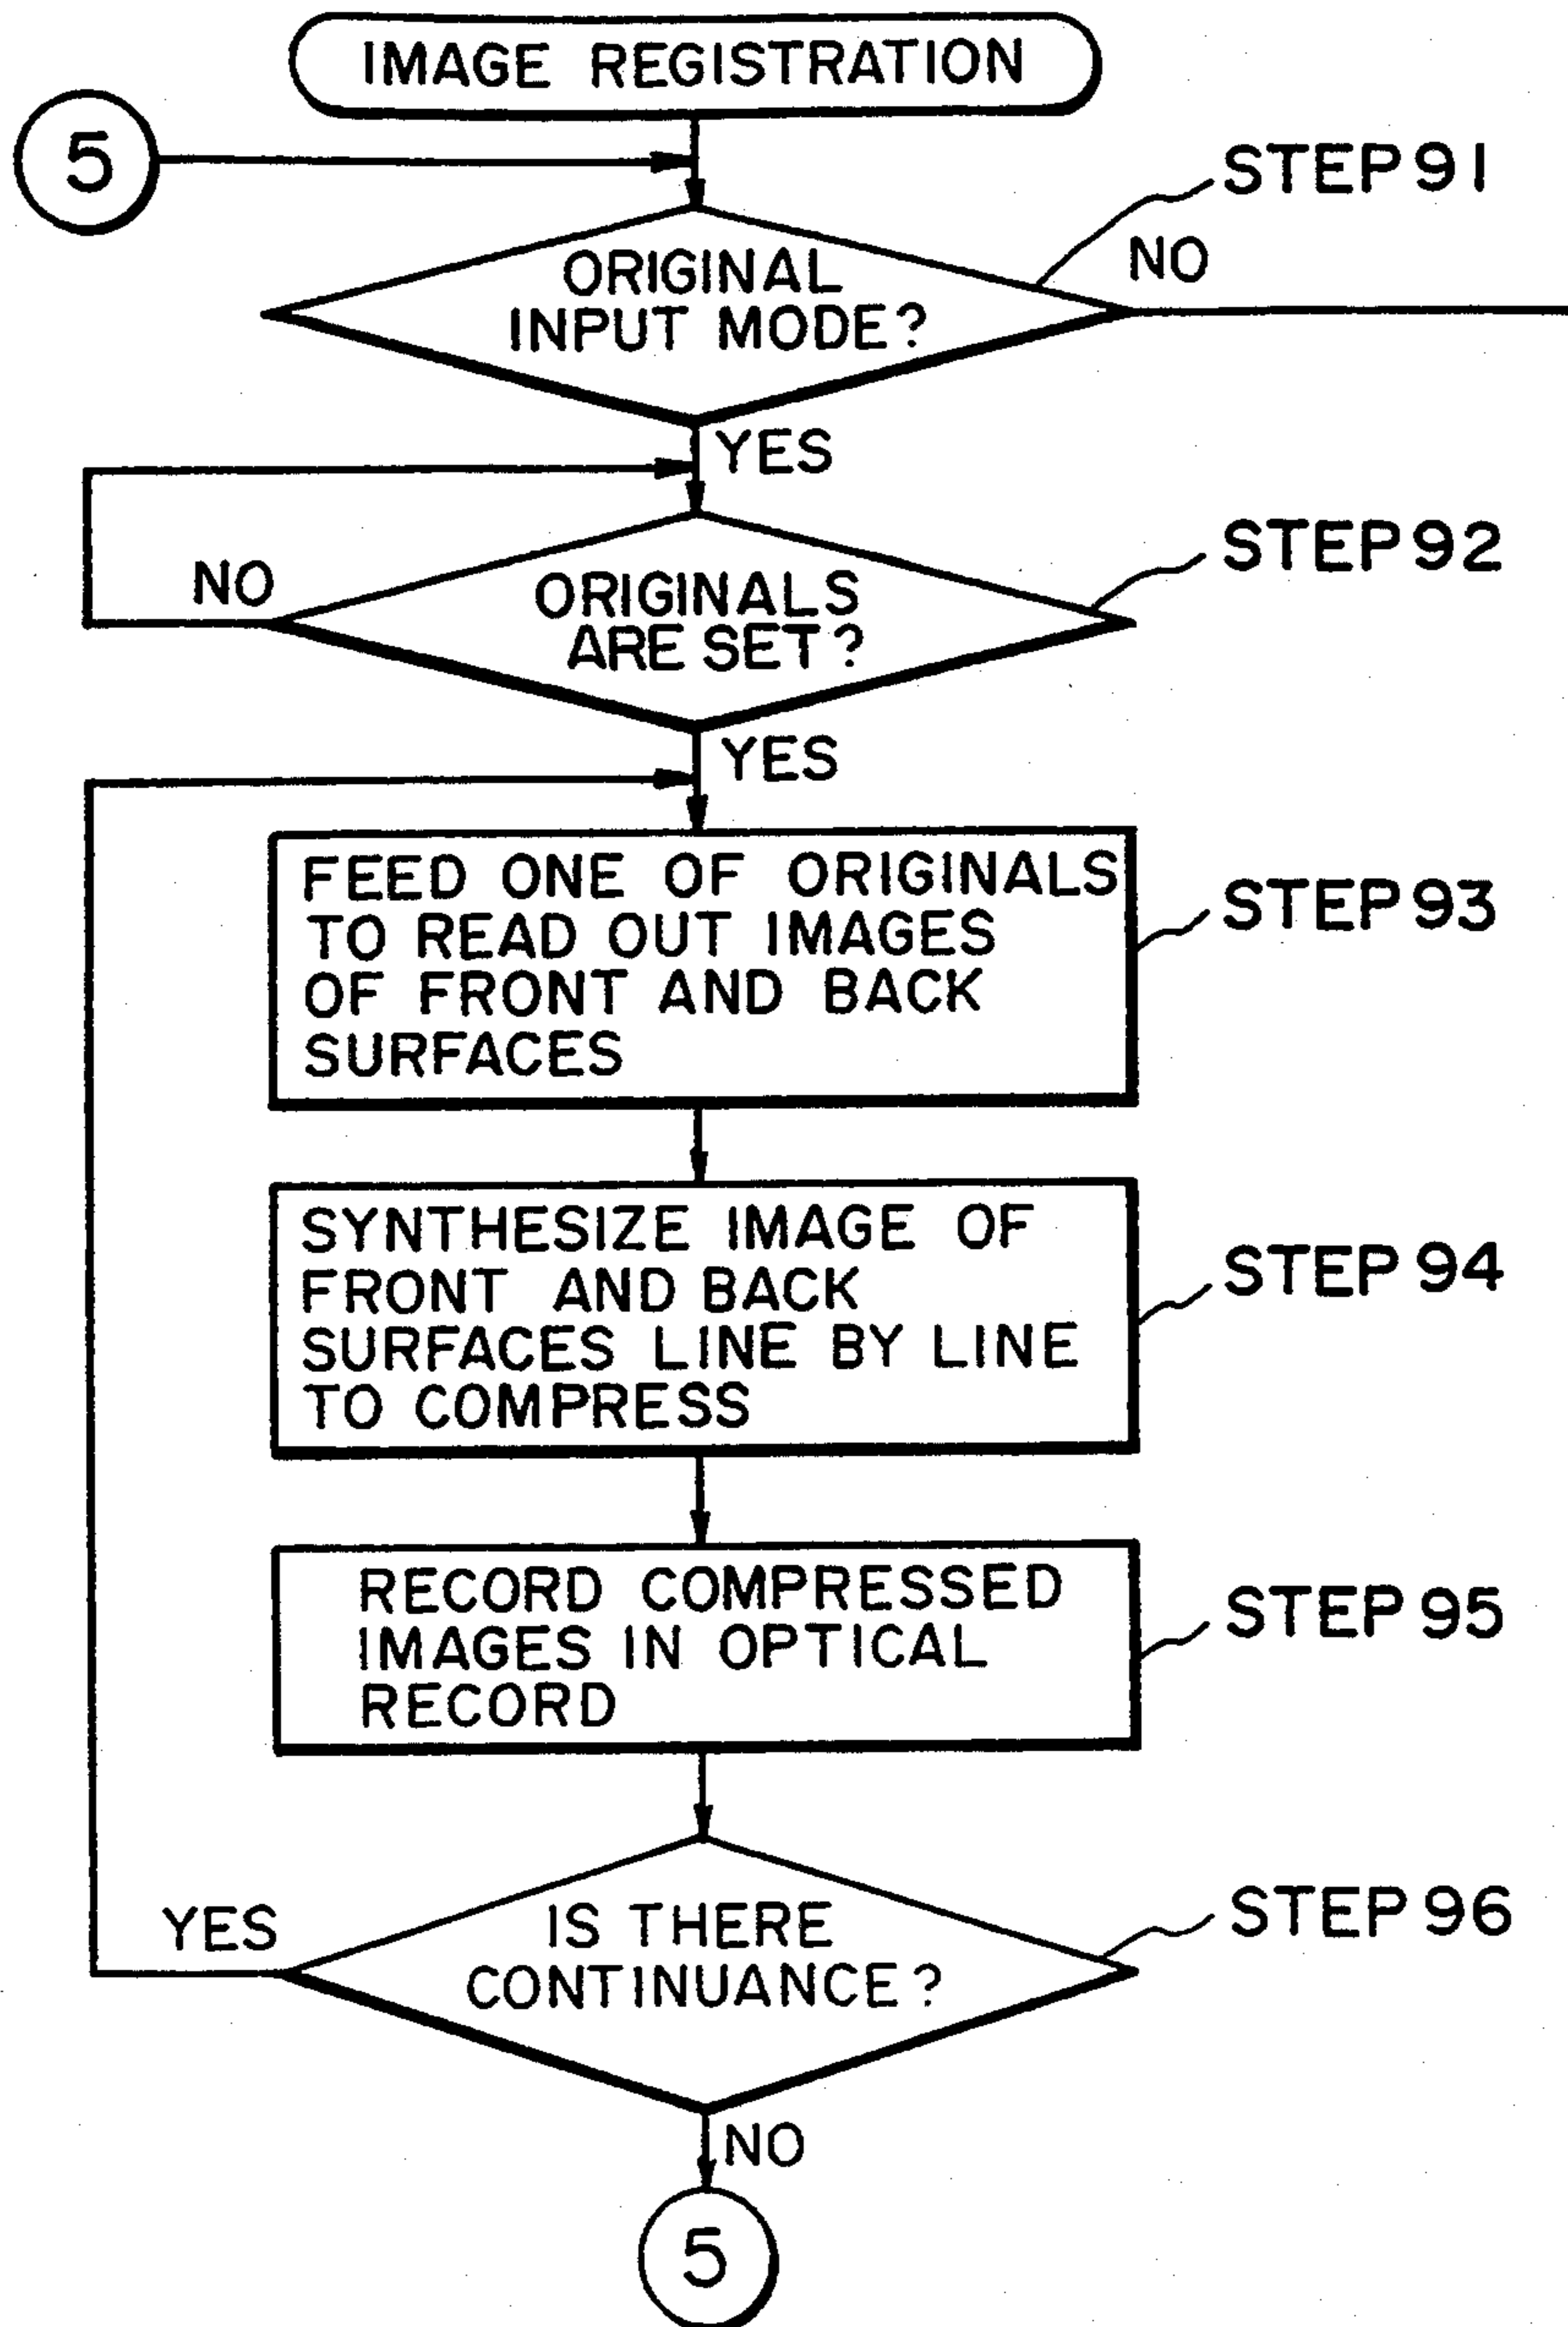 IMAGE REGISTRATION
5
STEP 91
ORIGINAL
INPUT MODE?
NO
YES
STEP 92
NO
ORIGINALS
ARE SET?
YES
FEED ONE OF ORIGINALS
TO READ OUT IMAGES
OF FRONT AND BACK
SURFACES
STEP 93
SYNTHESIZE IMAGE OF
FRONT AND BACK
SURFACES LINE BY LINE
TO COMPRESS
STEP 94
RECORD COMPRESSED
IMAGES IN OPTICAL
RECORD
STEP 95
YES
IS THERE
CONTINUANCE?
STEP 96
NO
5